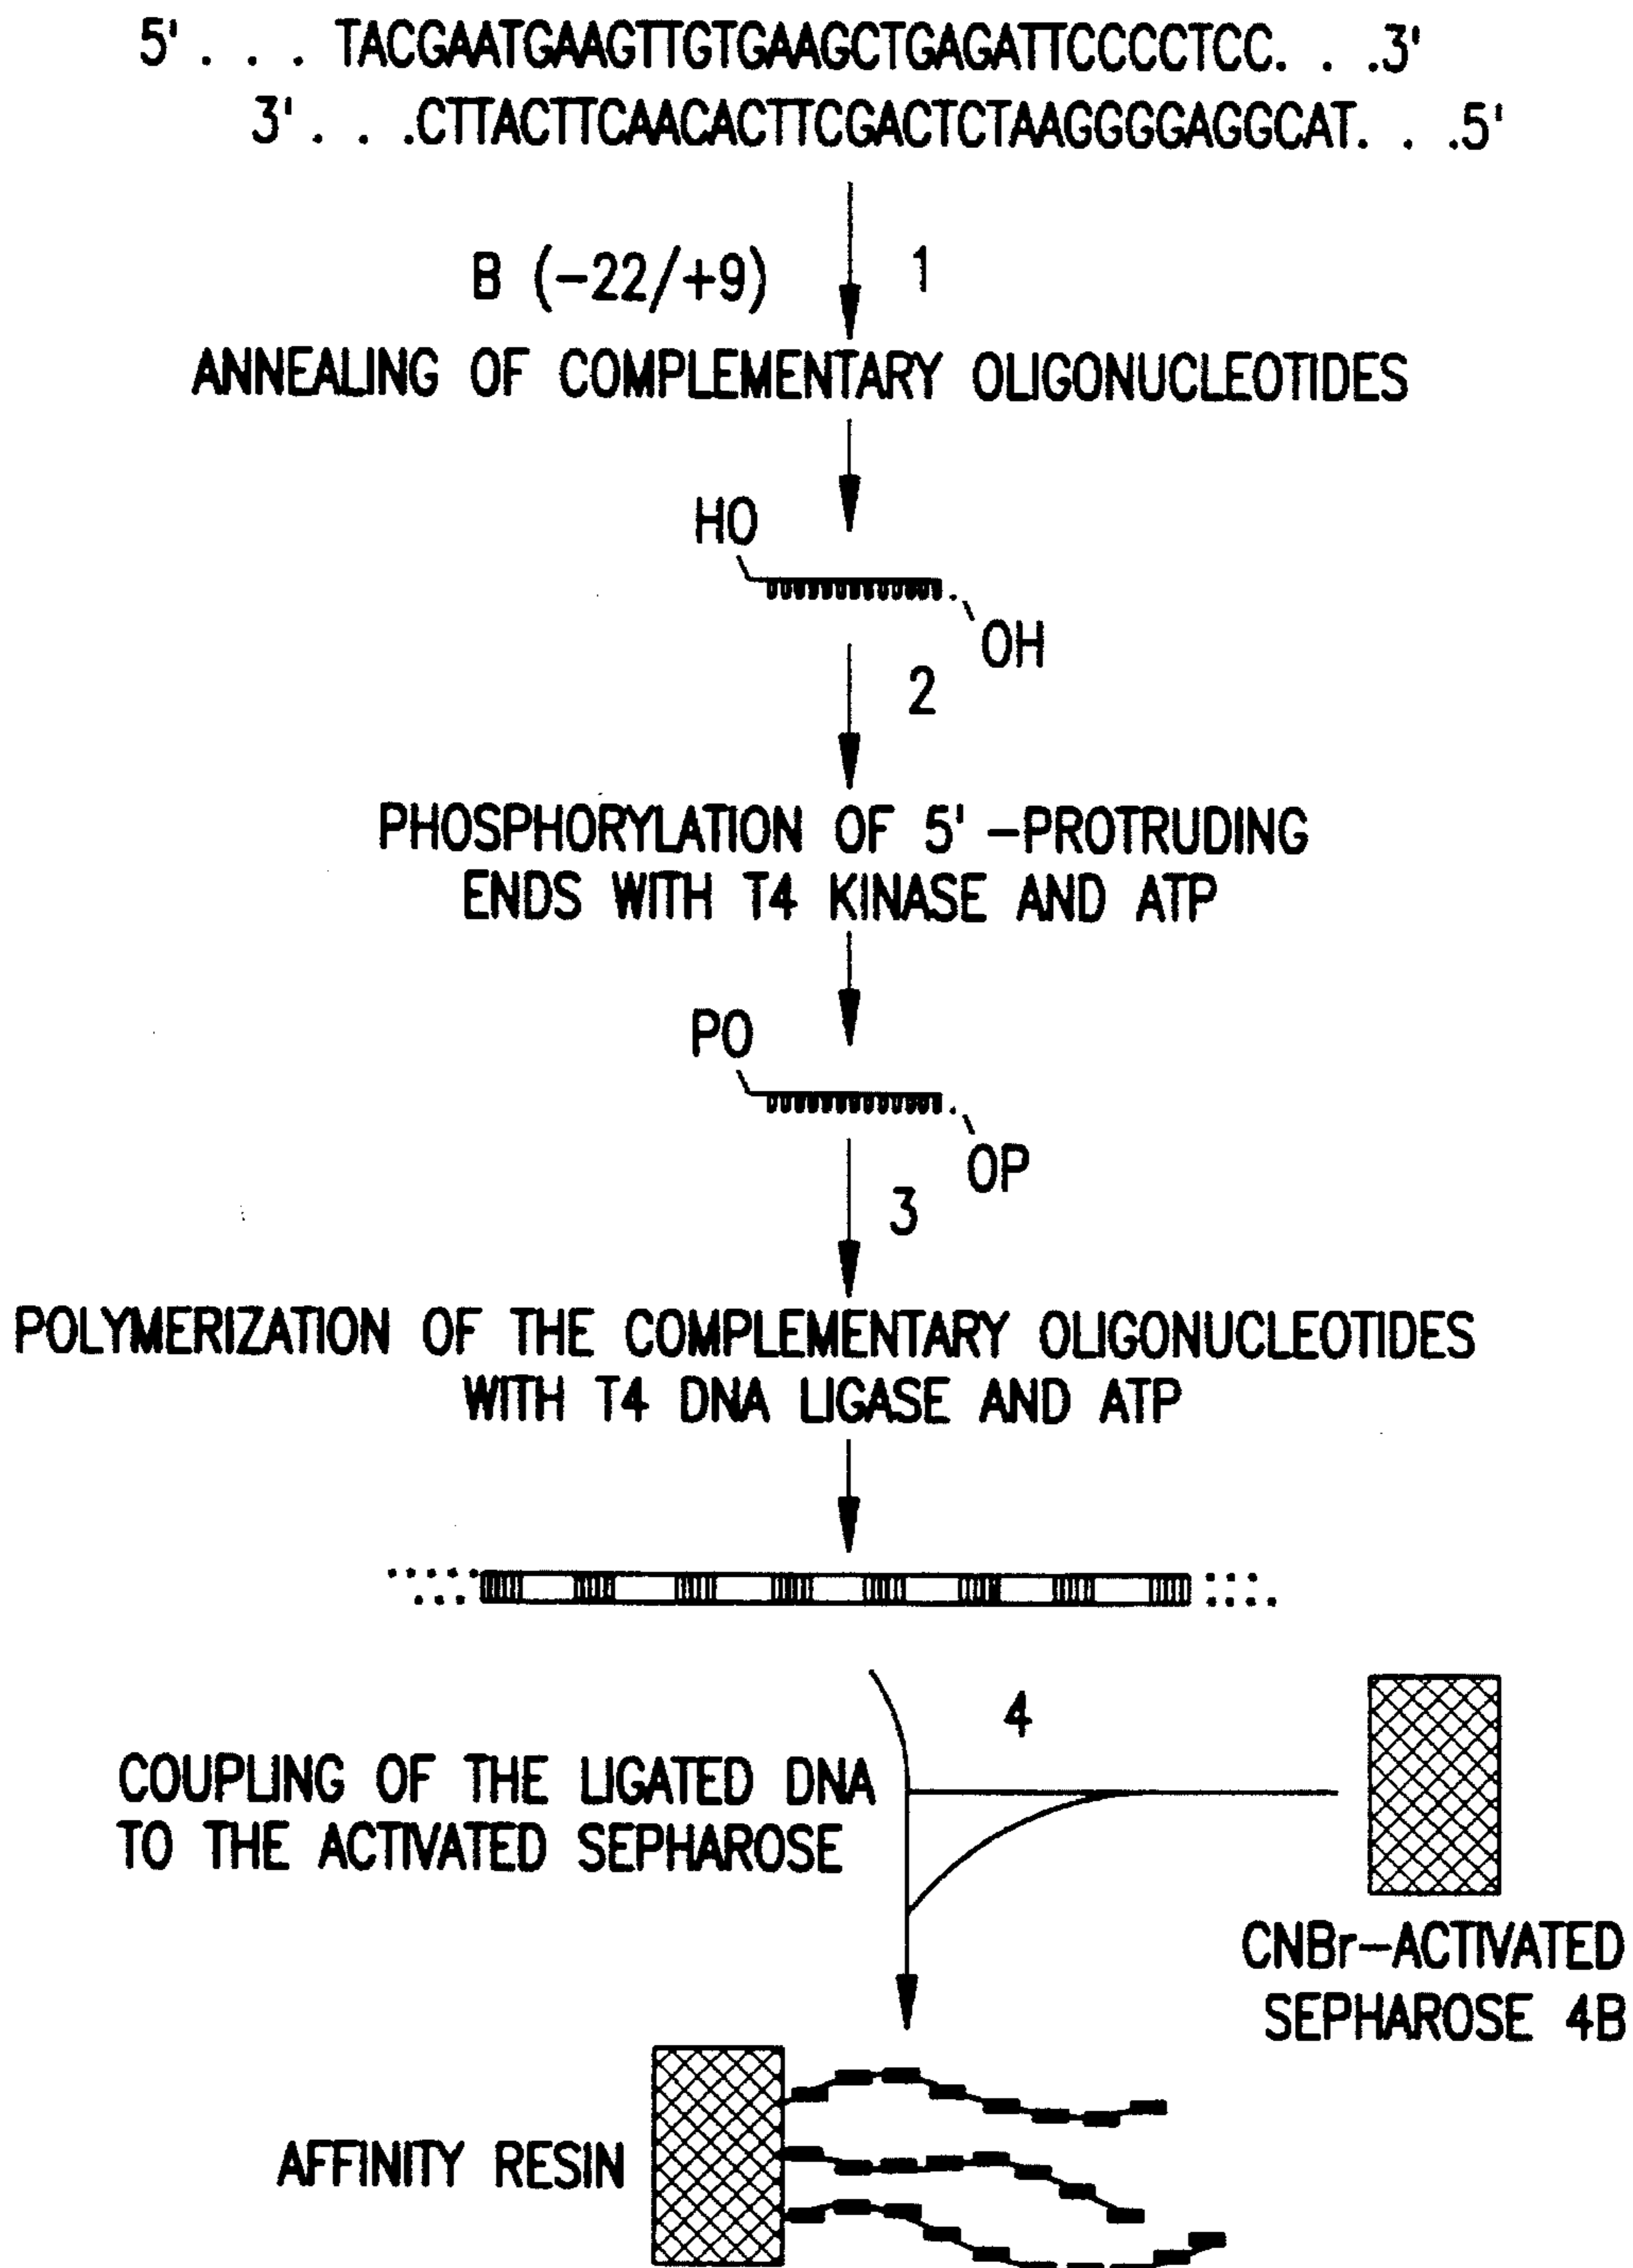 5' . . . TACGAATGAAGTTGTGAAGCTGAGATTCCCCTCC. . .3'
3'. . .CTTACTTCAACACTTCGACTCTAAGGGGAGGCAT. . .5'
B (-22/+9) 1
ANNEALING OF COMPLEMENTARY OLIGONUCLEOTIDES
HO
OH
2
PHOSPHORYLATION OF 5'-PROTRUDING
ENDS WITH T4 KINASE AND ATP
PO
OP
3
POLYMERIZATION OF THE COMPLEMENTARY OLIGONUCLEOTIDES
WITH T4 DNA LIGASE AND ATP
4
COUPLING OF THE LIGATED DNA
TO THE ACTIVATED SEPHAROSE
CNBr-ACTIVATED
SEPHAROSE 4B
AFFINITY RESIN